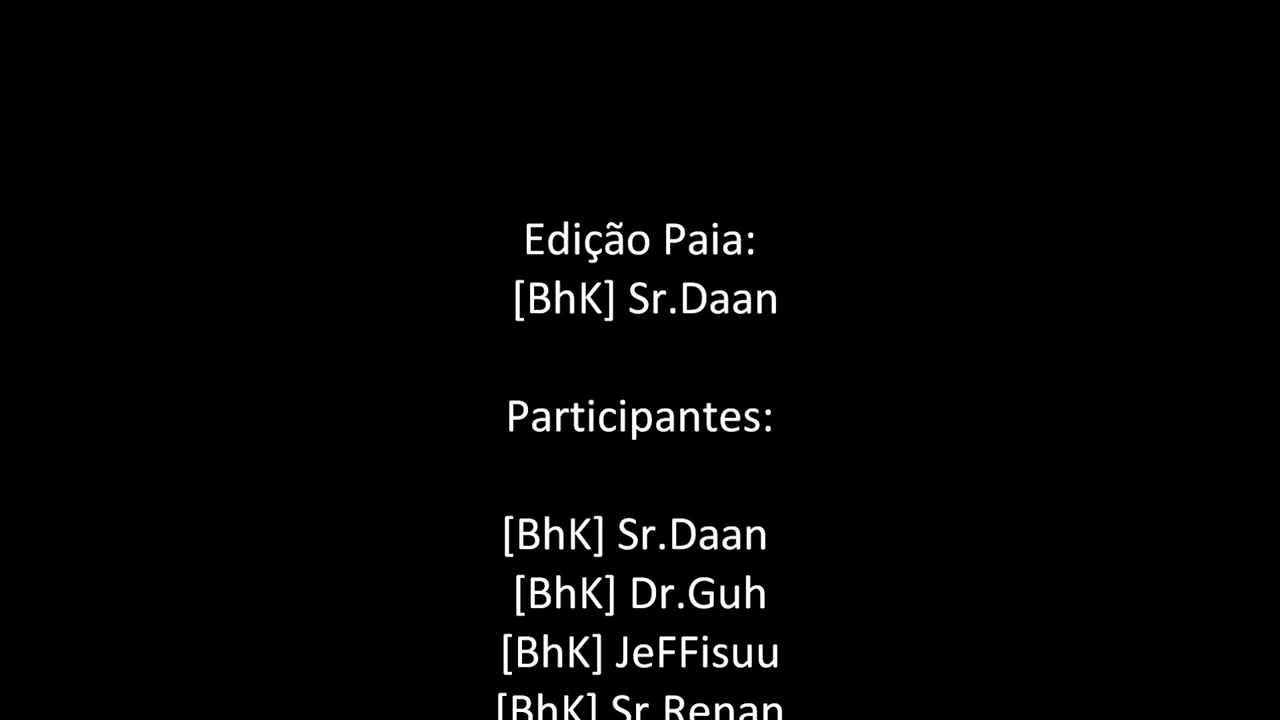 Edição Paia:
[BhK] Sr.Daan
Participantes:
[BhK] Sr.Daan
[BhK] Dr.Guh
[BhK] JeFFisuu
[BhK] Sr.Renan